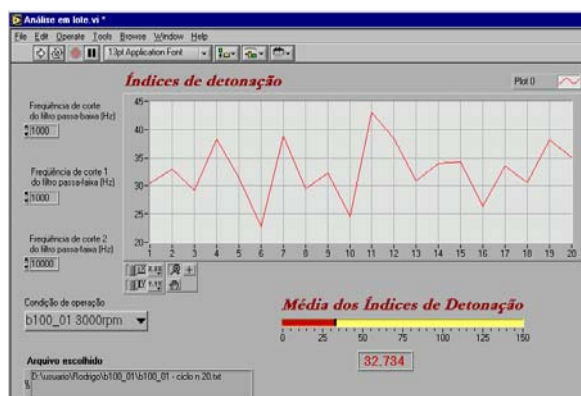 Análise em lote.vi *
File Edit Operate Tools Browse Window Help
13pt Application Font
Índices de detonação
Plot 0
Freqüência de corte
do filtro passa-baixa (Hz)
1000
Freqüência de corte 1
do filtro passa-faixa (Hz)
1000
Freqüência de corte 2
do filtro passa-faixa (Hz)
10000
45
40
35
30
25
20
1 2 3 4 5 6 7 8 9 10 11 12 13 14 15 16 17 18 19 20
Condição de operação
b100_01 3000rpm
Média dos Índices de Detonação
0 25 50 75 100 125 150
32,734
Arquivo escolhido
D:\usuario\Rodrigo\b100_01\b100_01 - ciclo n 20.txt